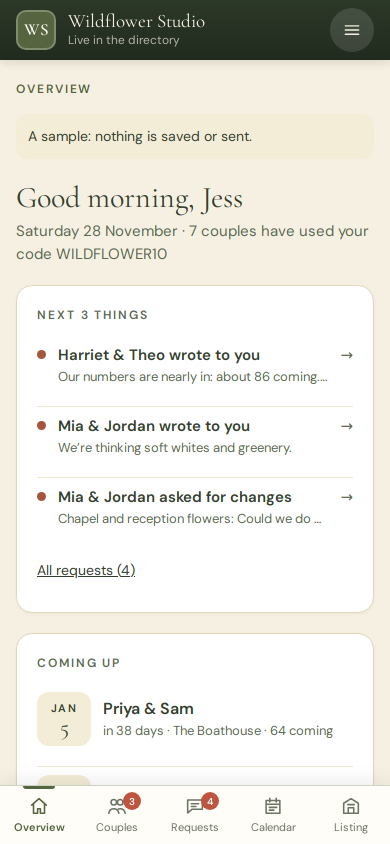 WS
Wildflower Studio
Live in the directory
OVERVIEW
A sample: nothing is saved or sent.
Good morning, Jess
Saturday 28 November · 7 couples have used your
code WILDFLOWER10
NEXT 3 THINGS
Harriet & Theo wrote to you →
Our numbers are nearly in: about 86 coming.…
Mia & Jordan wrote to you →
We’re thinking soft whites and greenery.
Mia & Jordan asked for changes →
Chapel and reception flowers: Could we do …
All requests (4)
COMING UP
JAN
5
Priya & Sam
in 38 days · The Boathouse · 64 coming
3
4
Overview
Couples
Requests
Calendar
Listing